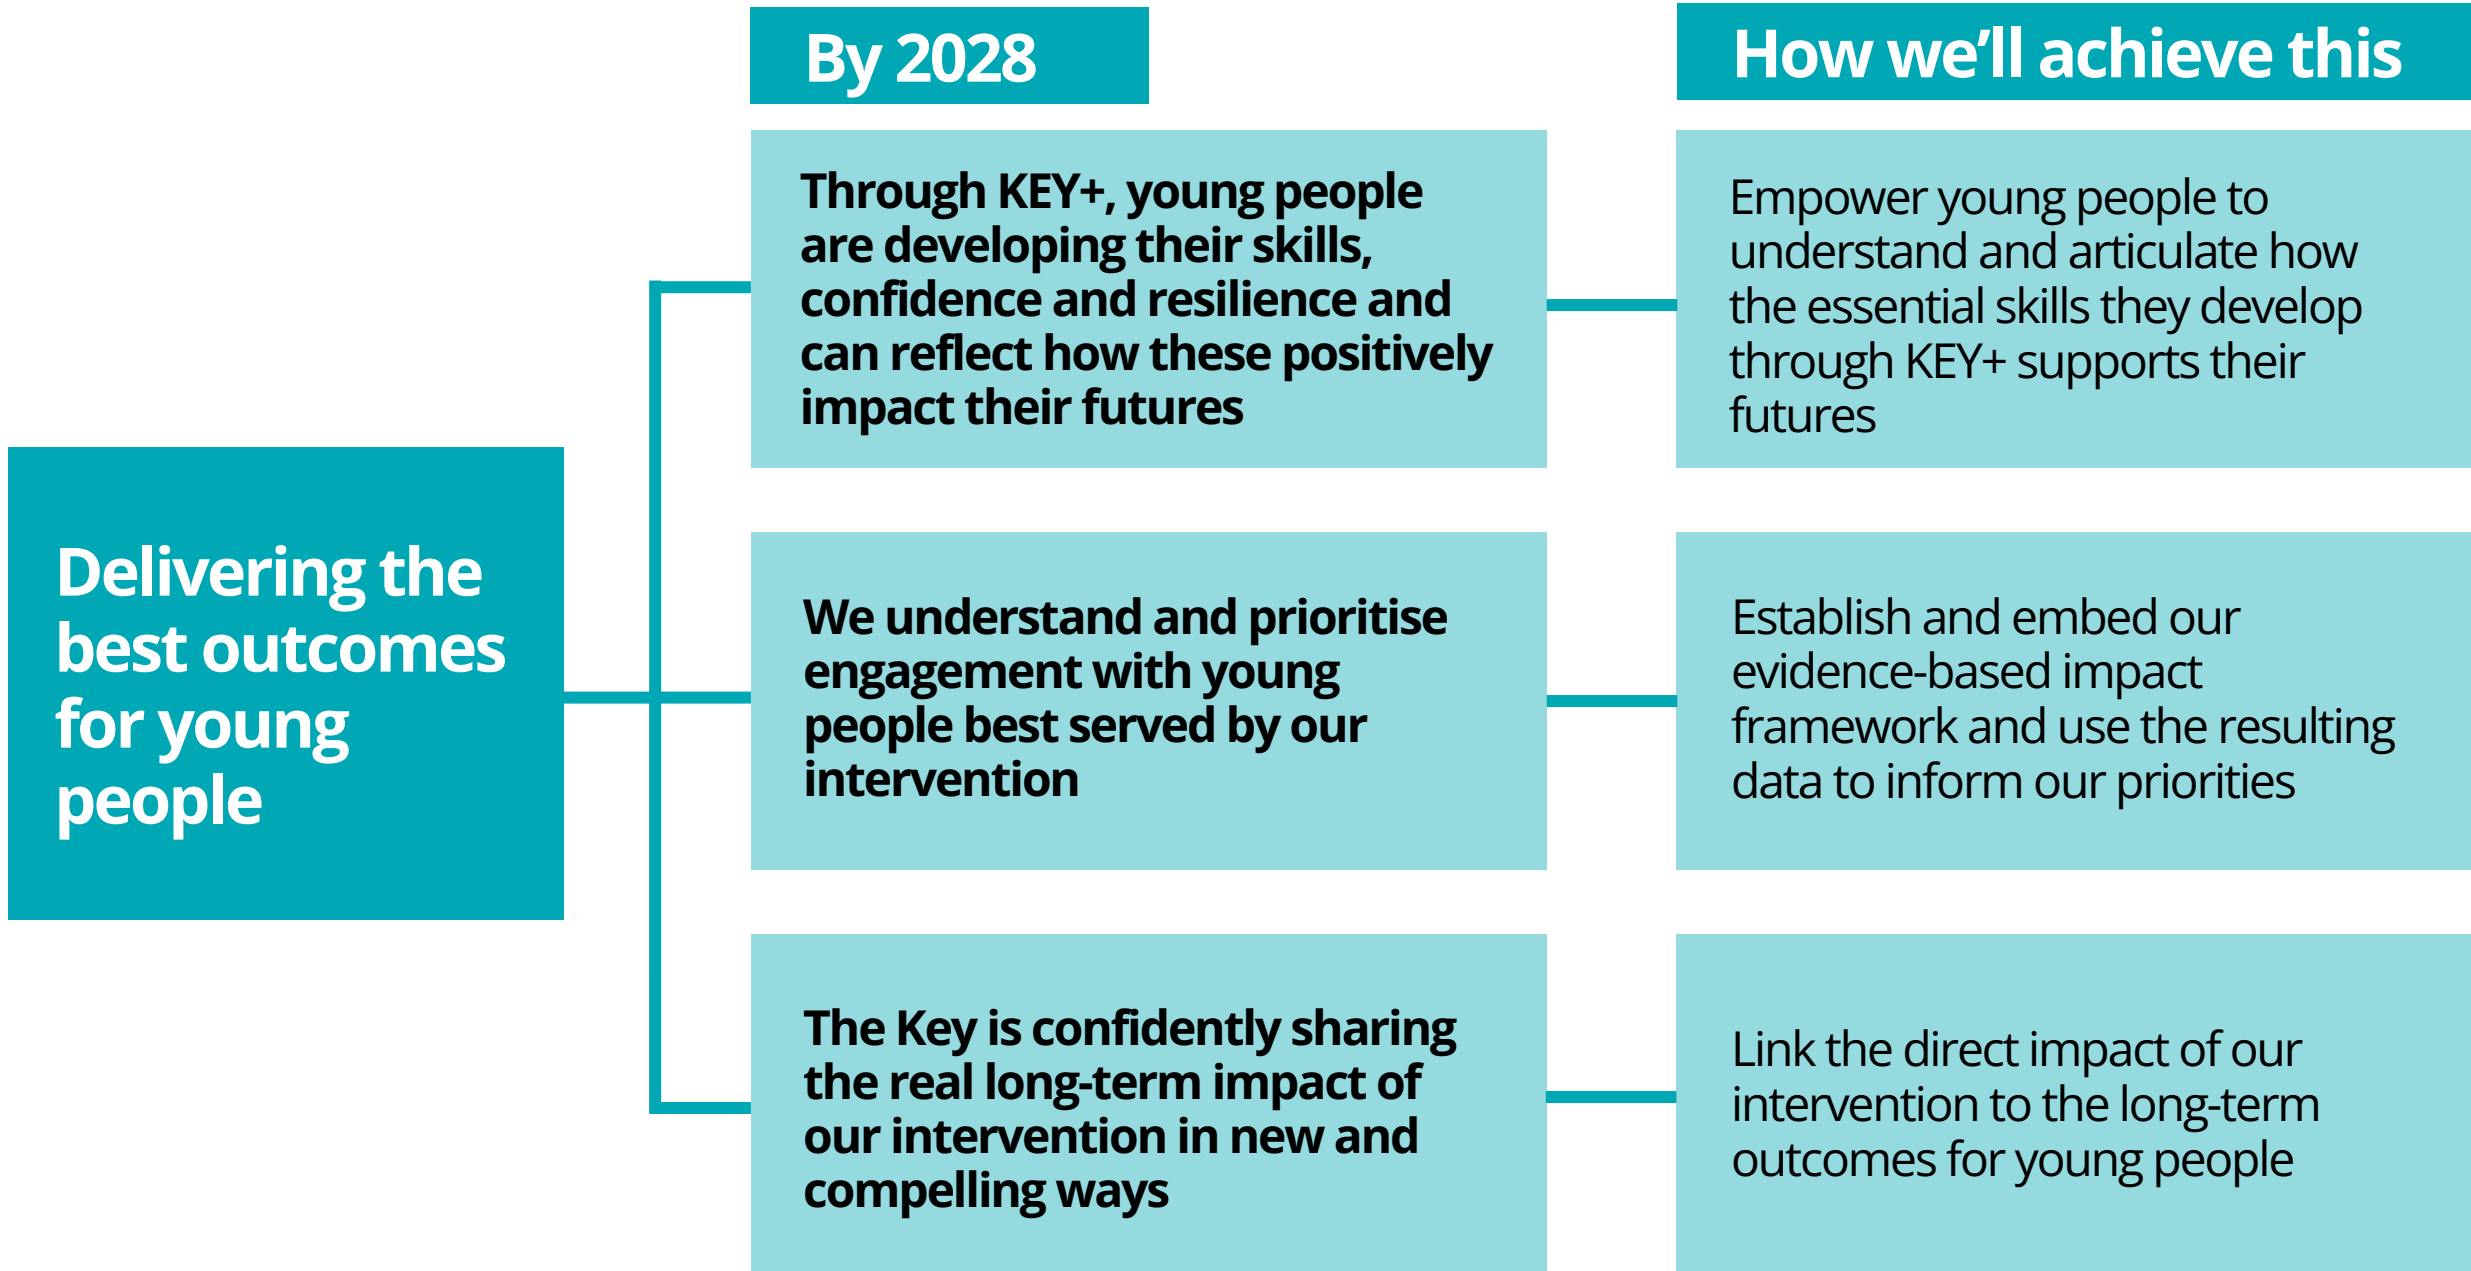 By 2028
How we’ll achieve this
Delivering the
best outcomes
for young
people
Through KEY+, young people
are developing their skills,
confidence and resilience and
can reflect how these positively
impact their futures
Empower young people to
understand and articulate how
the essential skills they develop
through KEY+ supports their
futures
We understand and prioritise
engagement with young
people best served by our
intervention
Establish and embed our
evidence-based impact
framework and use the resulting
data to inform our priorities
The Key is confidently sharing
the real long-term impact of
our intervention in new and
compelling ways
Link the direct impact of our
intervention to the long-term
outcomes for young people